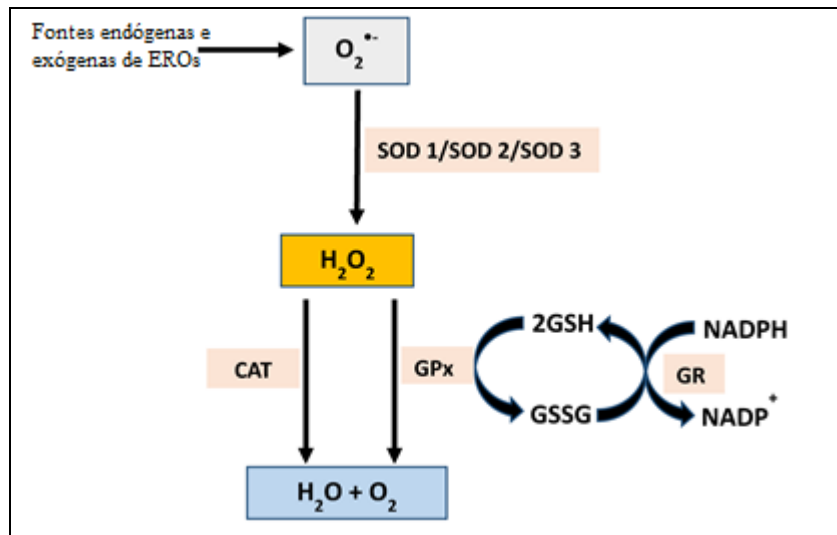 Fontes endógenas e
exógenas de EROs
O₂•-
SOD 1/SOD 2/SOD 3
H₂O₂
CAT
GPx
2GSH
GSSG
NADPH
GR
NADP⁺
H₂O + O₂